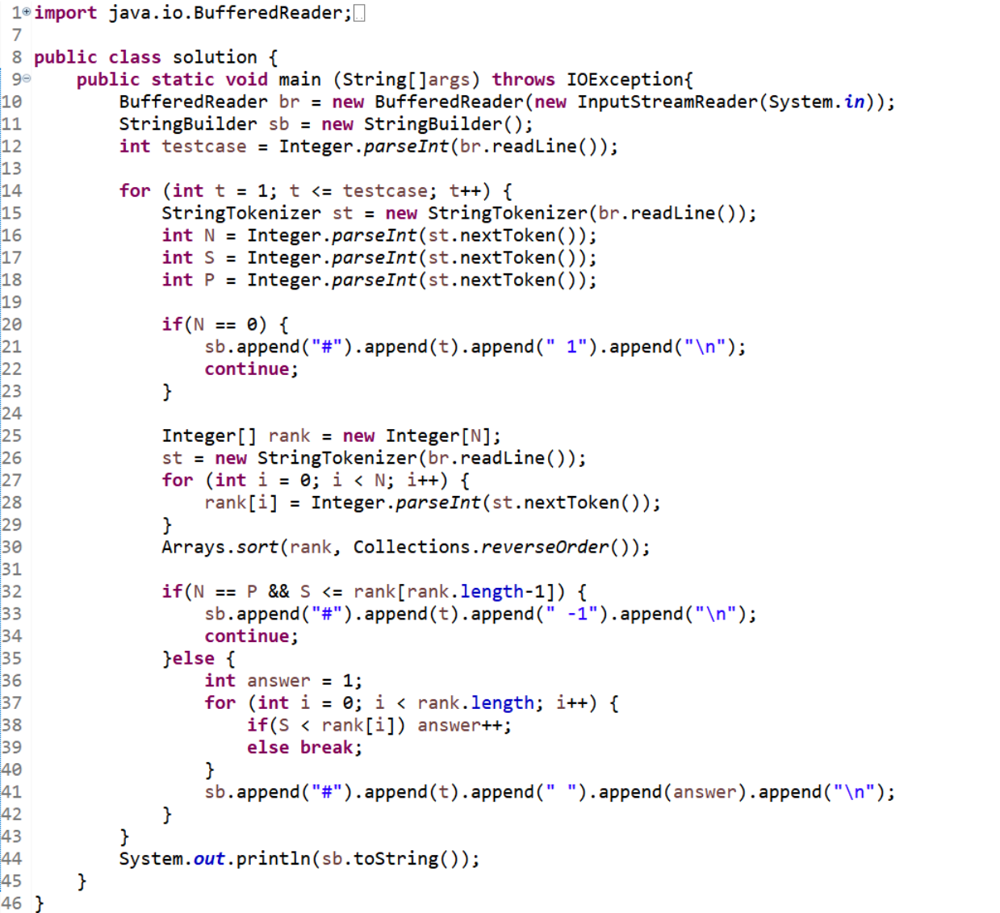 1 import java.io.BufferedReader;
7
8 public class solution {
9     public static void main (String[]args) throws IOException{
10         BufferedReader br = new BufferedReader(new InputStreamReader(System.in));
11         StringBuilder sb = new StringBuilder();
12         int testcase = Integer.parseInt(br.readLine());
13
14         for (int t = 1; t <= testcase; t++) {
15             StringTokenizer st = new StringTokenizer(br.readLine());
16             int N = Integer.parseInt(st.nextToken());
17             int S = Integer.parseInt(st.nextToken());
18             int P = Integer.parseInt(st.nextToken());
19
20             if(N == 0) {
21                 sb.append("#").append(t).append(" 1").append("\n");
22                 continue;
23             }
24
25             Integer[] rank = new Integer[N];
26             st = new StringTokenizer(br.readLine());
27             for (int i = 0; i < N; i++) {
28                 rank[i] = Integer.parseInt(st.nextToken());
29             }
30             Arrays.sort(rank, Collections.reverseOrder());
31
32             if(N == P && S <= rank[rank.length-1]) {
33                 sb.append("#").append(t).append(" -1").append("\n");
34                 continue;
35             }else {
36                 int answer = 1;
37                 for (int i = 0; i < rank.length; i++) {
38                     if(S < rank[i]) answer++;
39                     else break;
40                 }
41                 sb.append("#").append(t).append(" ").append(answer).append("\n");
42             }
43         }
44         System.out.println(sb.toString());
45     }
46 }